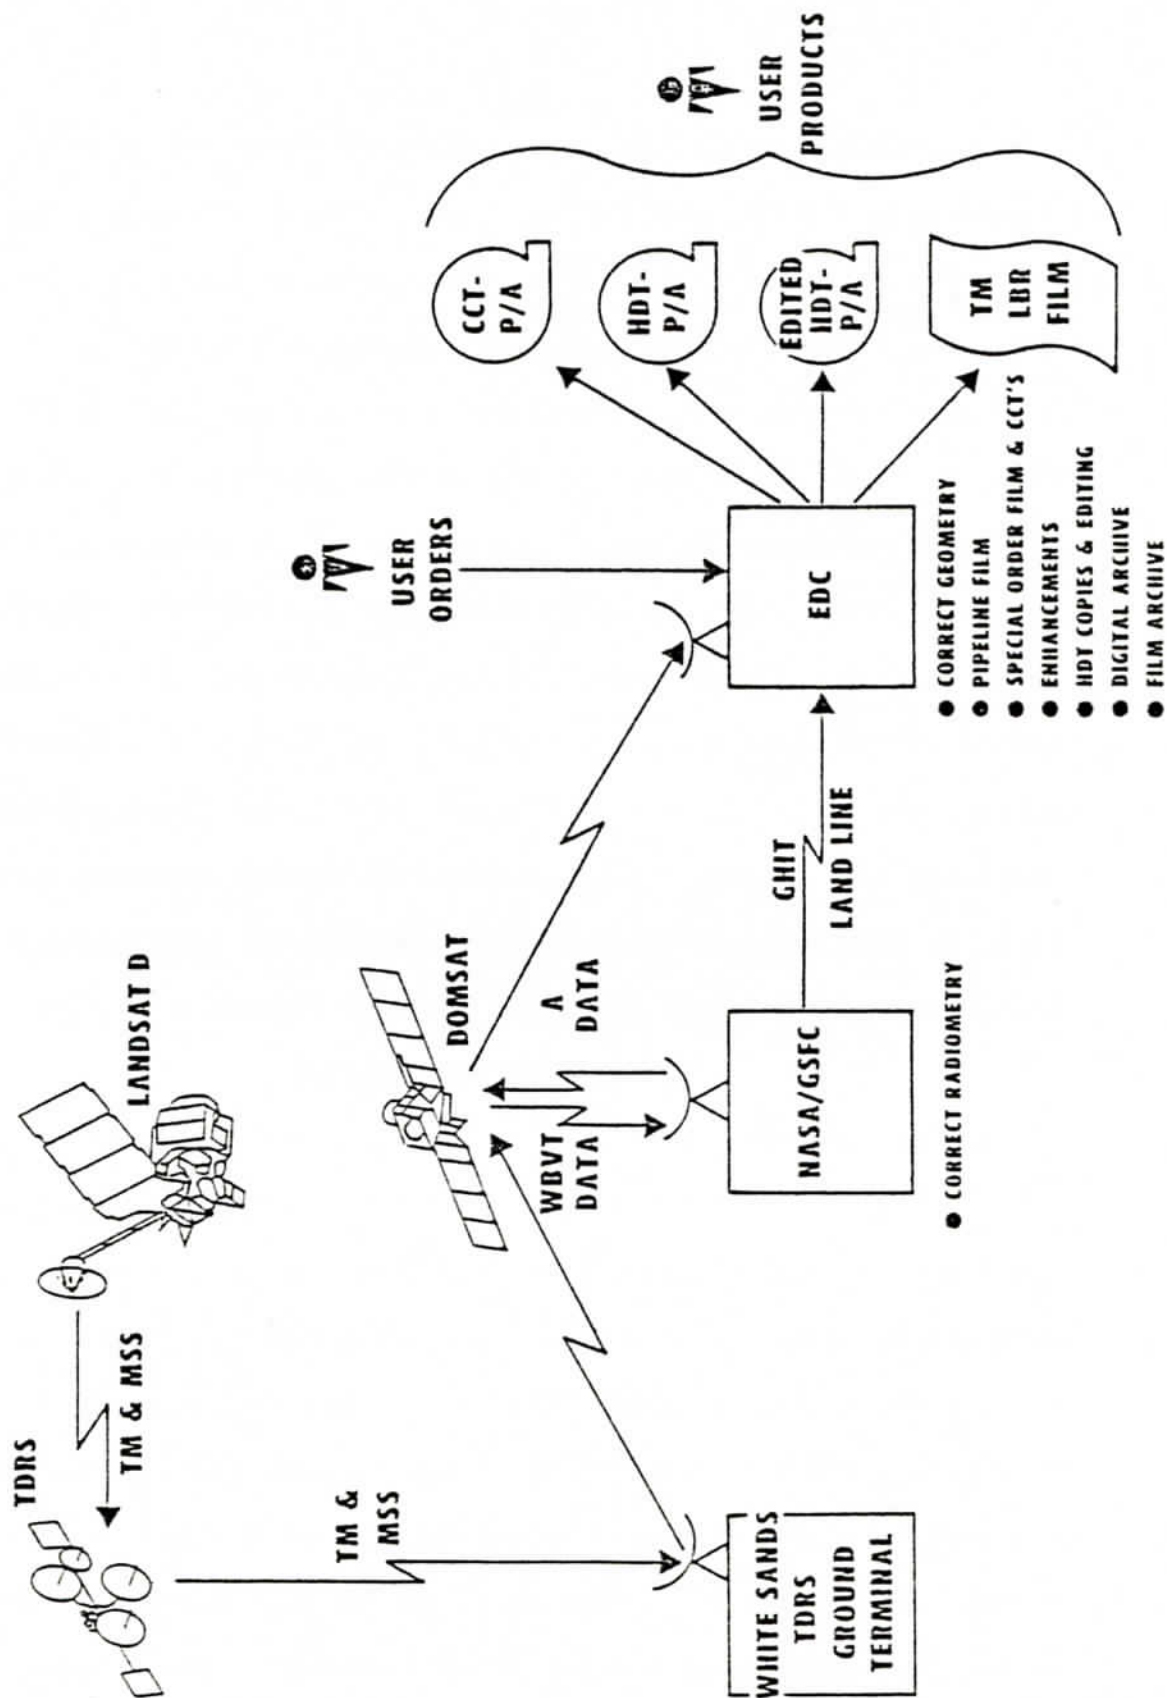 TDRS
LANDSAT D
TM & MSS
TM &
MSS
DOMSAT
WBVT
DATA
A
DATA
USER
ORDERS
USER
PRODUCTS
WHITE SANDS
TDRS
GROUND
TERMINAL
NASA/GSFC
● CORRECT RADIOMETRY
GHIT
LAND LINE
EDC
● CORRECT GEOMETRY
● PIPELINE FILM
● SPECIAL ORDER FILM & CCT'S
● ENHANCEMENTS
● HDT COPIES & EDITING
● DIGITAL ARCHIVE
● FILM ARCHIVE
CCT-
P/A
HDT-
P/A
EDITED
HDT-
P/A
TM
LBR
FILM